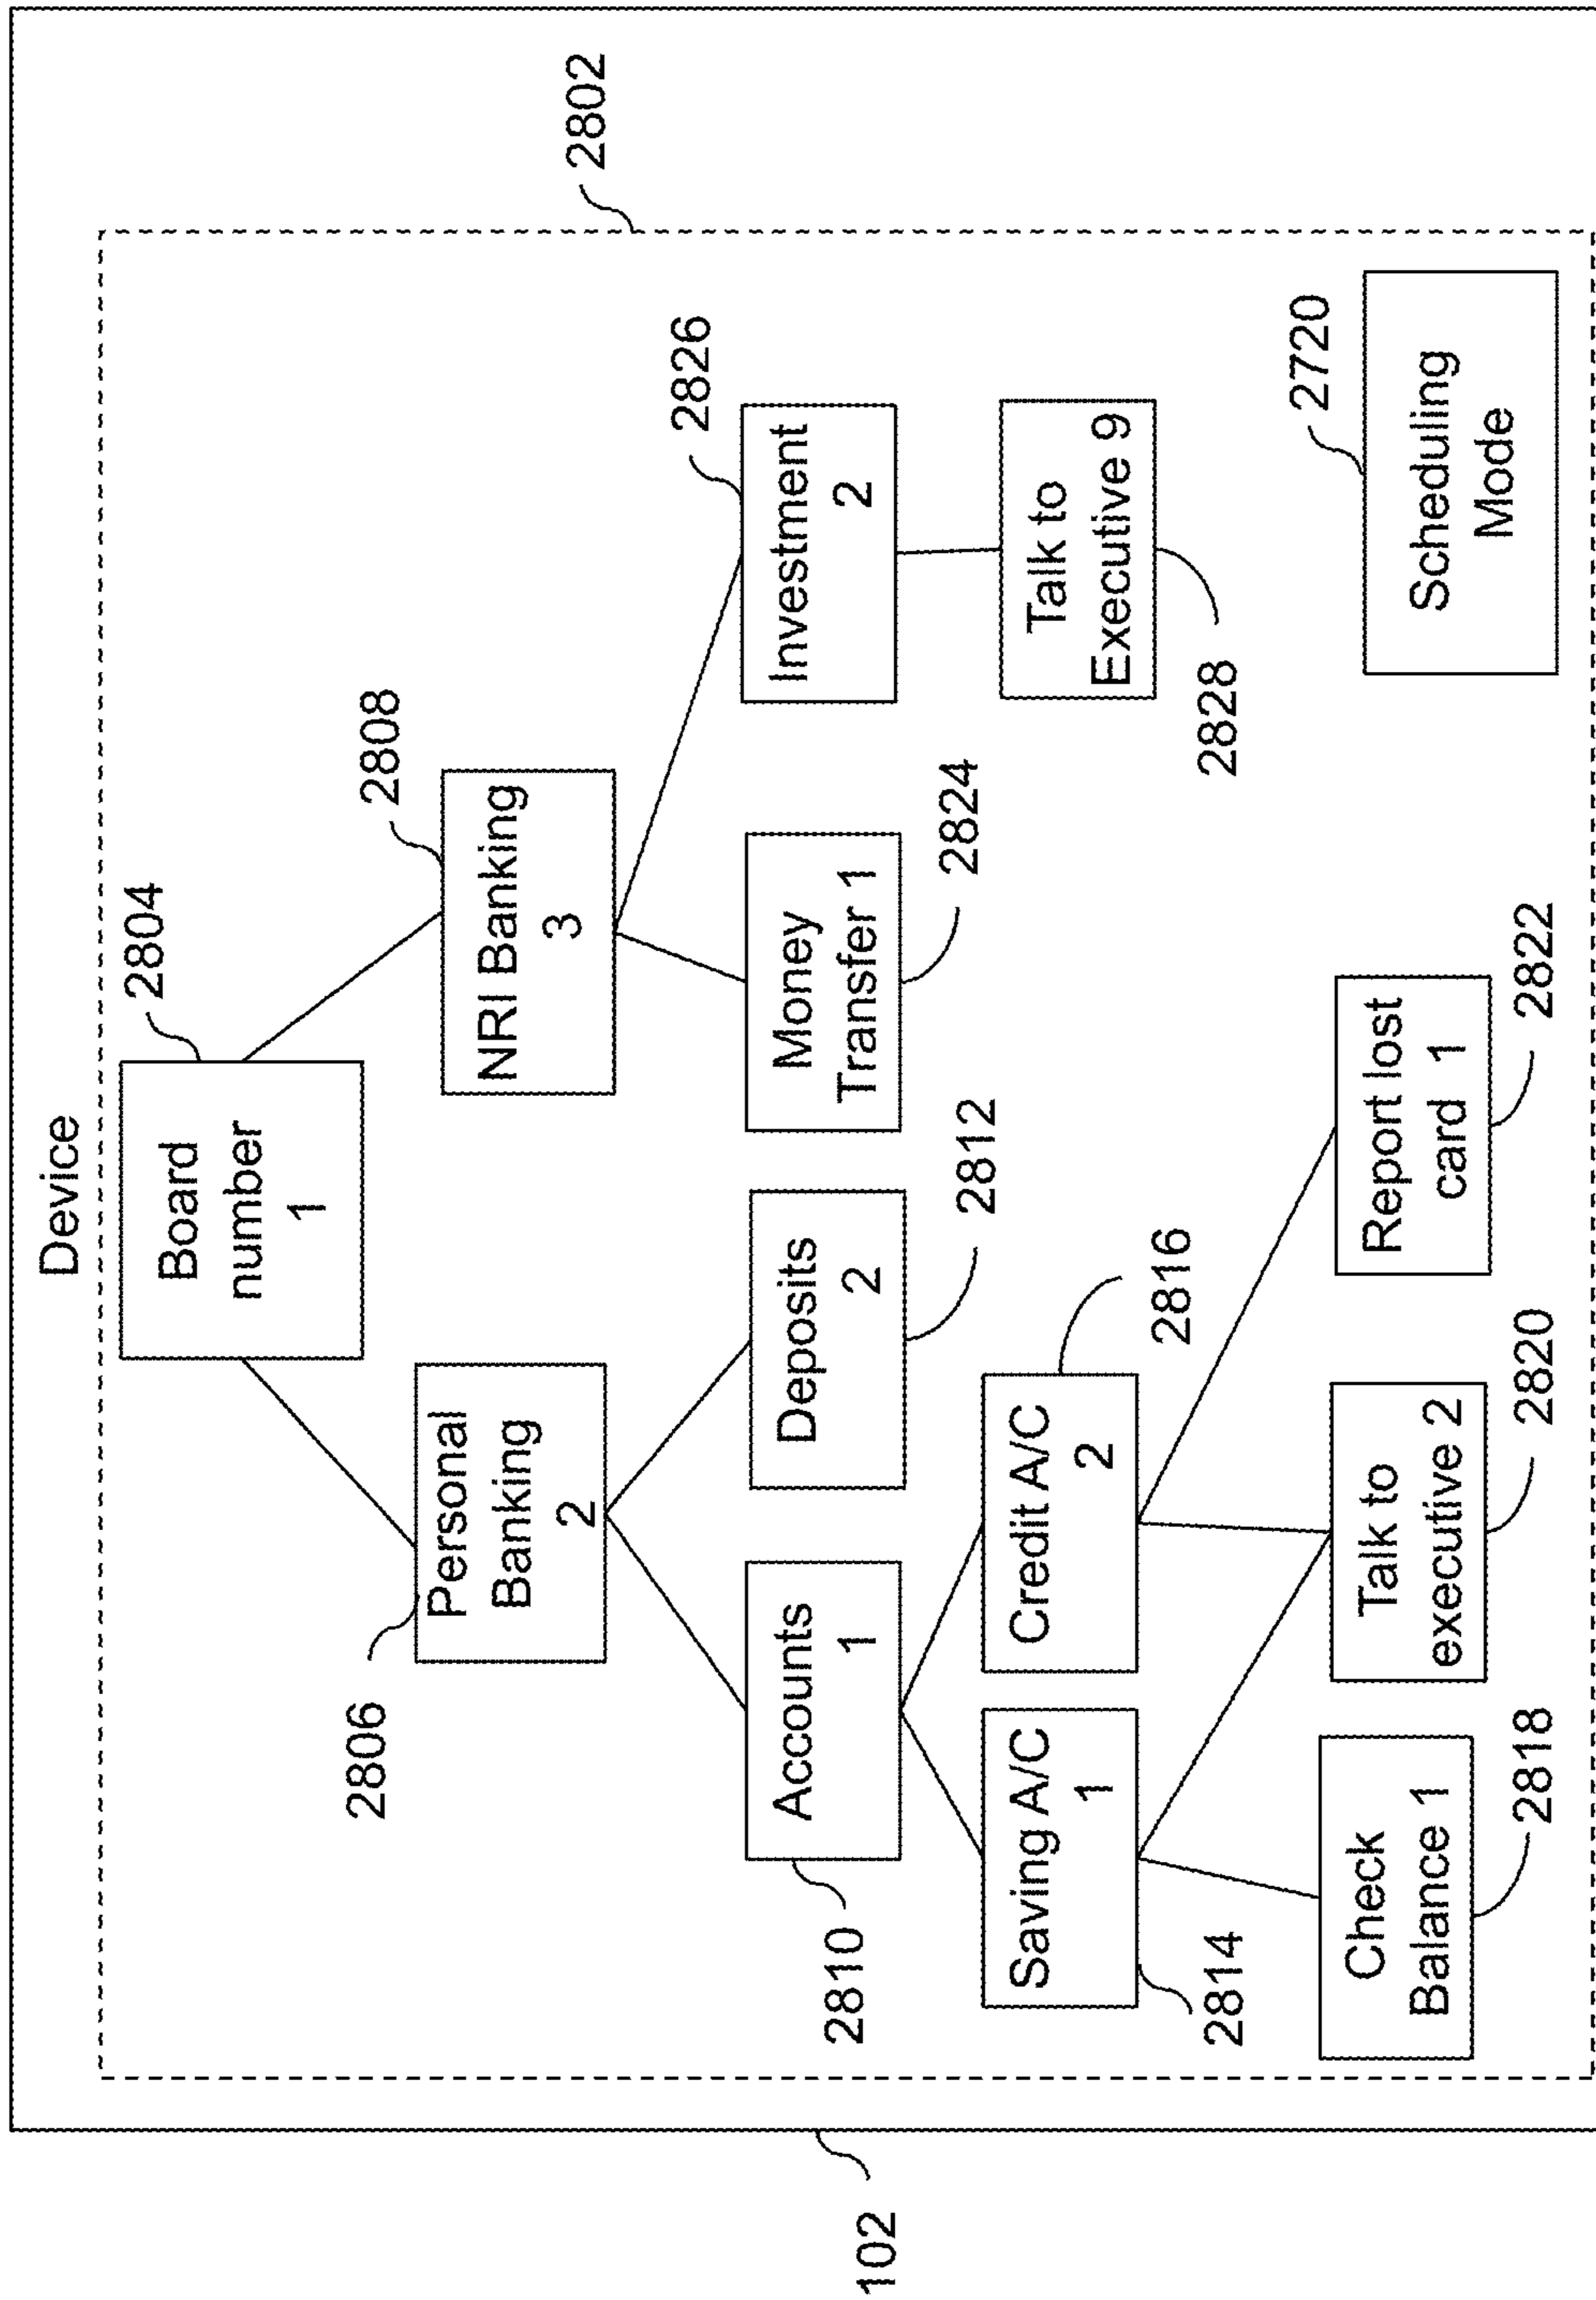 Device
2802
2804
Board
number
1
2808
2806
Personal
Banking
2
NRI Banking
3
2826
2810
Accounts
1
Deposits
2
2812
Money
Transfer 1
2824
Investment
2
2814
Saving A/C
1
Credit A/C
2
2816
Talk to
Executive 9
2828
Check
Balance 1
2818
Talk to
executive 2
2820
Report lost
card 1
2822
2720
Scheduling
Mode
102